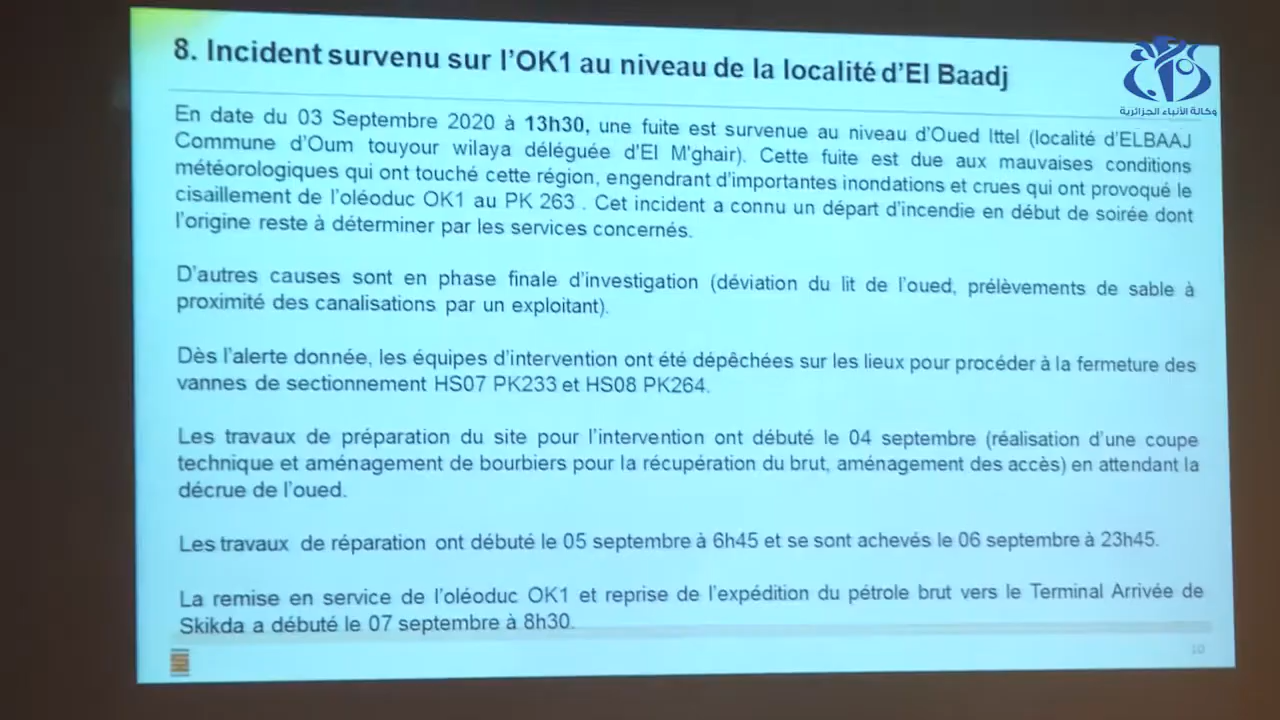 8. Incident survenu sur l'OK1 au niveau de la localité d'El Baadj
وكالة الأنباء الجزائرية
En date du 03 Septembre 2020 à 13h30, une fuite est survenue au niveau d'Oued Ittel (localité d'ELBAAJ
Commune d'Oum touyour wilaya déléguée d'El M'ghair). Cette fuite est due aux mauvaises conditions
météorologiques qui ont touché cette région, engendrant d'importantes inondations et crues qui ont provoqué le
cisaillement de l'oléoduc OK1 au PK 263 . Cet incident a connu un départ d'incendie en début de soirée dont
l'origine reste à déterminer par les services concernés.
D'autres causes sont en phase finale d'investigation (déviation du lit de l'oued, prélèvements de sable à
proximité des canalisations par un exploitant).
Dès l'alerte donnée, les équipes d'intervention ont été dépêchées sur les lieux pour procéder à la fermeture des
vannes de sectionnement HS07 PK233 et HS08 PK264.
Les travaux de préparation du site pour l'intervention ont débuté le 04 septembre (réalisation d'une coupe
technique et aménagement de bourbiers pour la récupération du brut, aménagement des accès) en attendant la
décrue de l'oued.
Les travaux de réparation ont débuté le 05 septembre à 6h45 et se sont achevés le 06 septembre à 23h45.
La remise en service de l'oléoduc OK1 et reprise de l'expédition du pétrole brut vers le Terminal Arrivée de
Skikda a débuté le 07 septembre à 8h30.
10